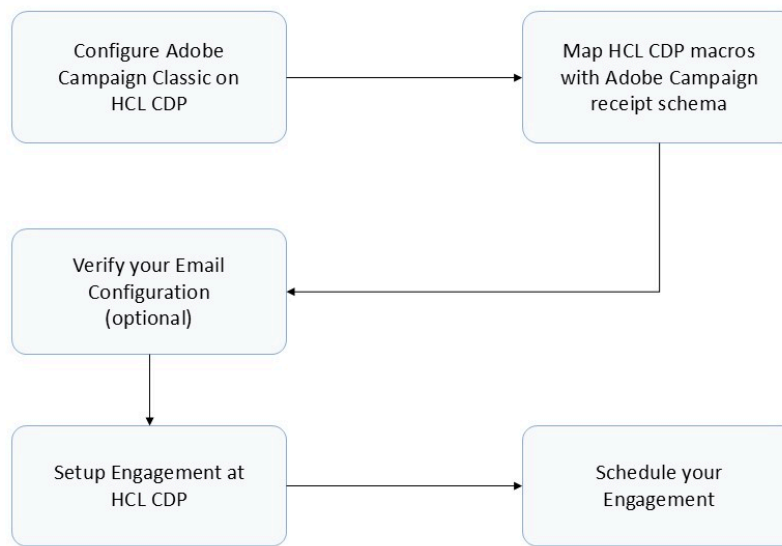 Configure Adobe
Campaign Classic on
HCL CDP
Map HCL CDP macros
with Adobe Campaign
receipt schema
Verify your Email
Configuration
(optional)
Setup Engagement at
HCL CDP
Schedule your
Engagement